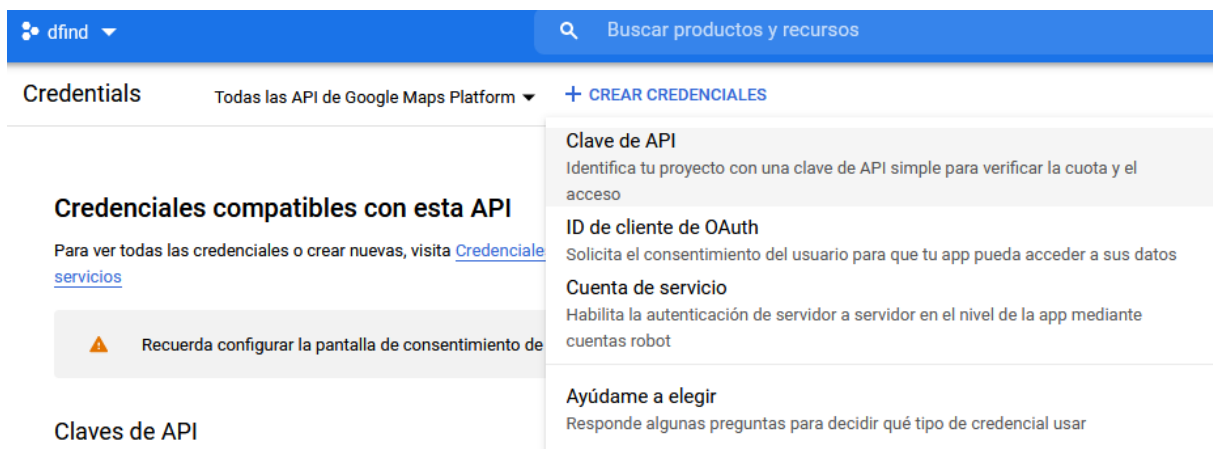 dfind
Buscar productos y recursos
Credentials
Todas las API de Google Maps Platform
+ CREAR CREDENCIALES
Clave de API
Identifica tu proyecto con una clave de API simple para verificar la cuota y el
acceso
ID de cliente de OAuth
Solicita el consentimiento del usuario para que tu app pueda acceder a sus datos
Cuenta de servicio
Habilita la autenticación de servidor a servidor en el nivel de la app mediante
cuentas robot
Ayúdame a elegir
Responde algunas preguntas para decidir qué tipo de credencial usar
Credenciales compatibles con esta API
Para ver todas las credenciales o crear nuevas, visita Credenciale
servicios
Recuerda configurar la pantalla de consentimiento de
Claves de API